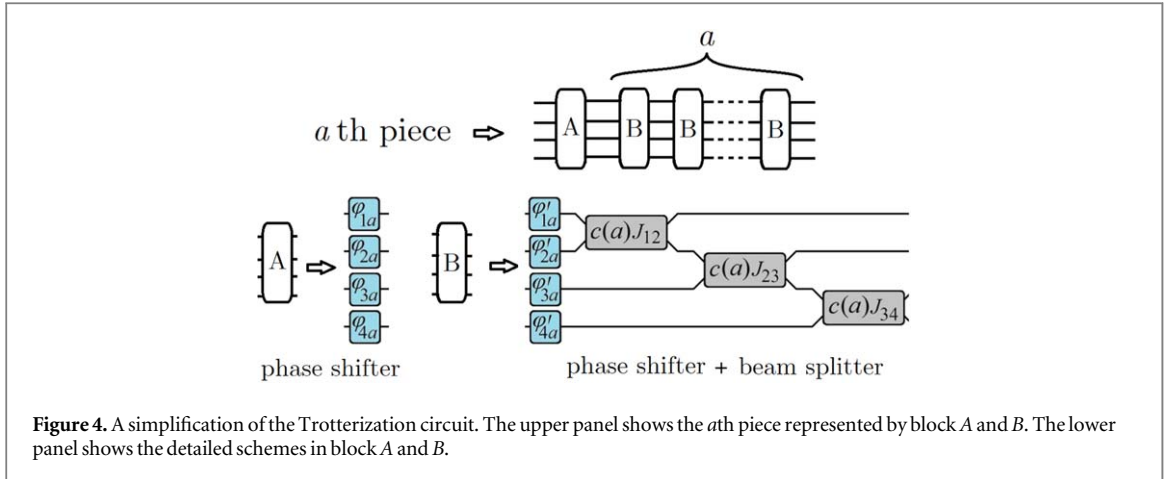 a
a th piece ⇨ A B B B
A ⇨ φ1a φ2a φ3a φ4a
B ⇨ φ′1a φ′2a φ′3a φ′4a
c(a)J12
c(a)J23
c(a)J34
phase shifter
phase shifter + beam splitter
Figure 4. A simplification of the Trotterization circuit. The upper panel shows the ath piece represented by block A and B. The lower
panel shows the detailed schemes in block A and B.